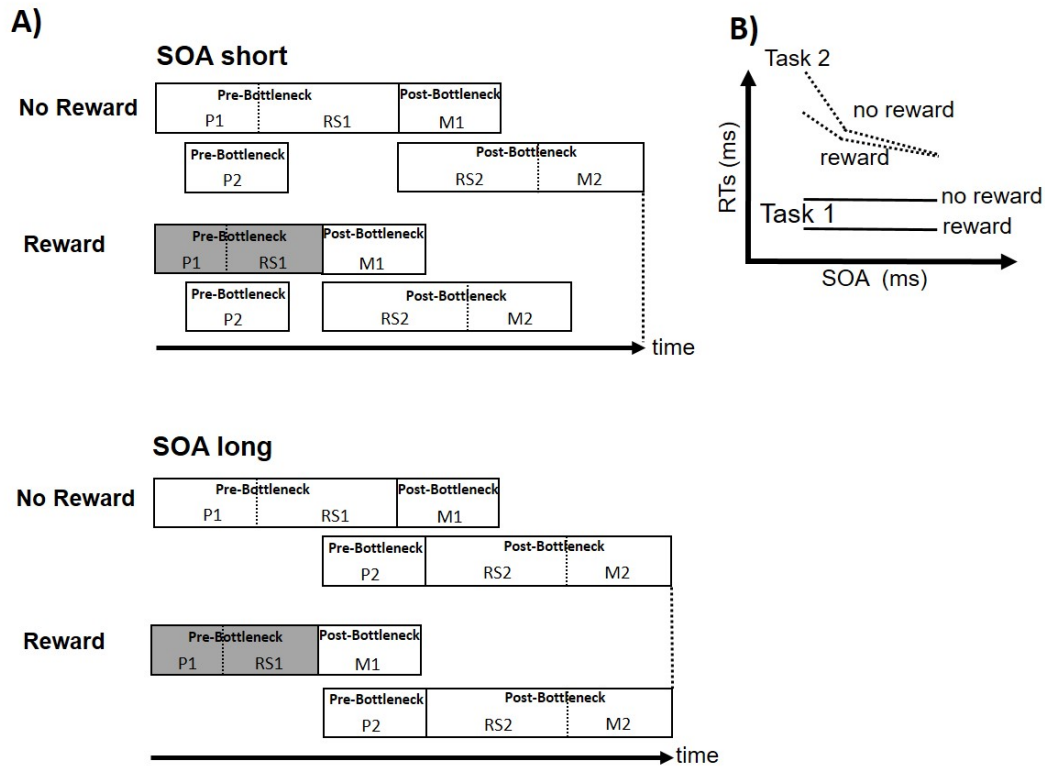 A)
SOA short
No Reward
Pre-Bottleneck
P1 RS1
Post-Bottleneck
M1
Pre-Bottleneck
P2
Post-Bottleneck
RS2 M2
Reward
Pre-Bottleneck
P1 RS1
Post-Bottleneck
M1
Pre-Bottleneck
P2
Post-Bottleneck
RS2 M2
time
SOA long
No Reward
Pre-Bottleneck
P1 RS1
Post-Bottleneck
M1
Pre-Bottleneck
P2
Post-Bottleneck
RS2 M2
Reward
Pre-Bottleneck
P1 RS1
Post-Bottleneck
M1
Pre-Bottleneck
P2
Post-Bottleneck
RS2 M2
time
B)
Task 2
no reward
reward
RTs (ms)
Task 1
no reward
reward
SOA (ms)